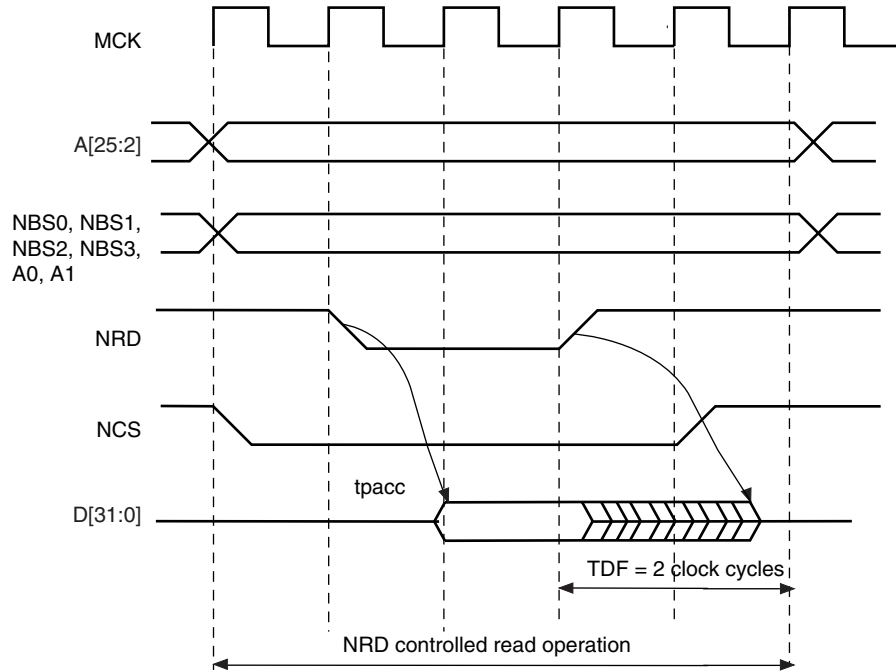 MCK
A[25:2]
NBS0, NBS1,
NBS2, NBS3,
A0, A1
NRD
NCS
tpacc
D[31:0]
TDF = 2 clock cycles
NRD controlled read operation